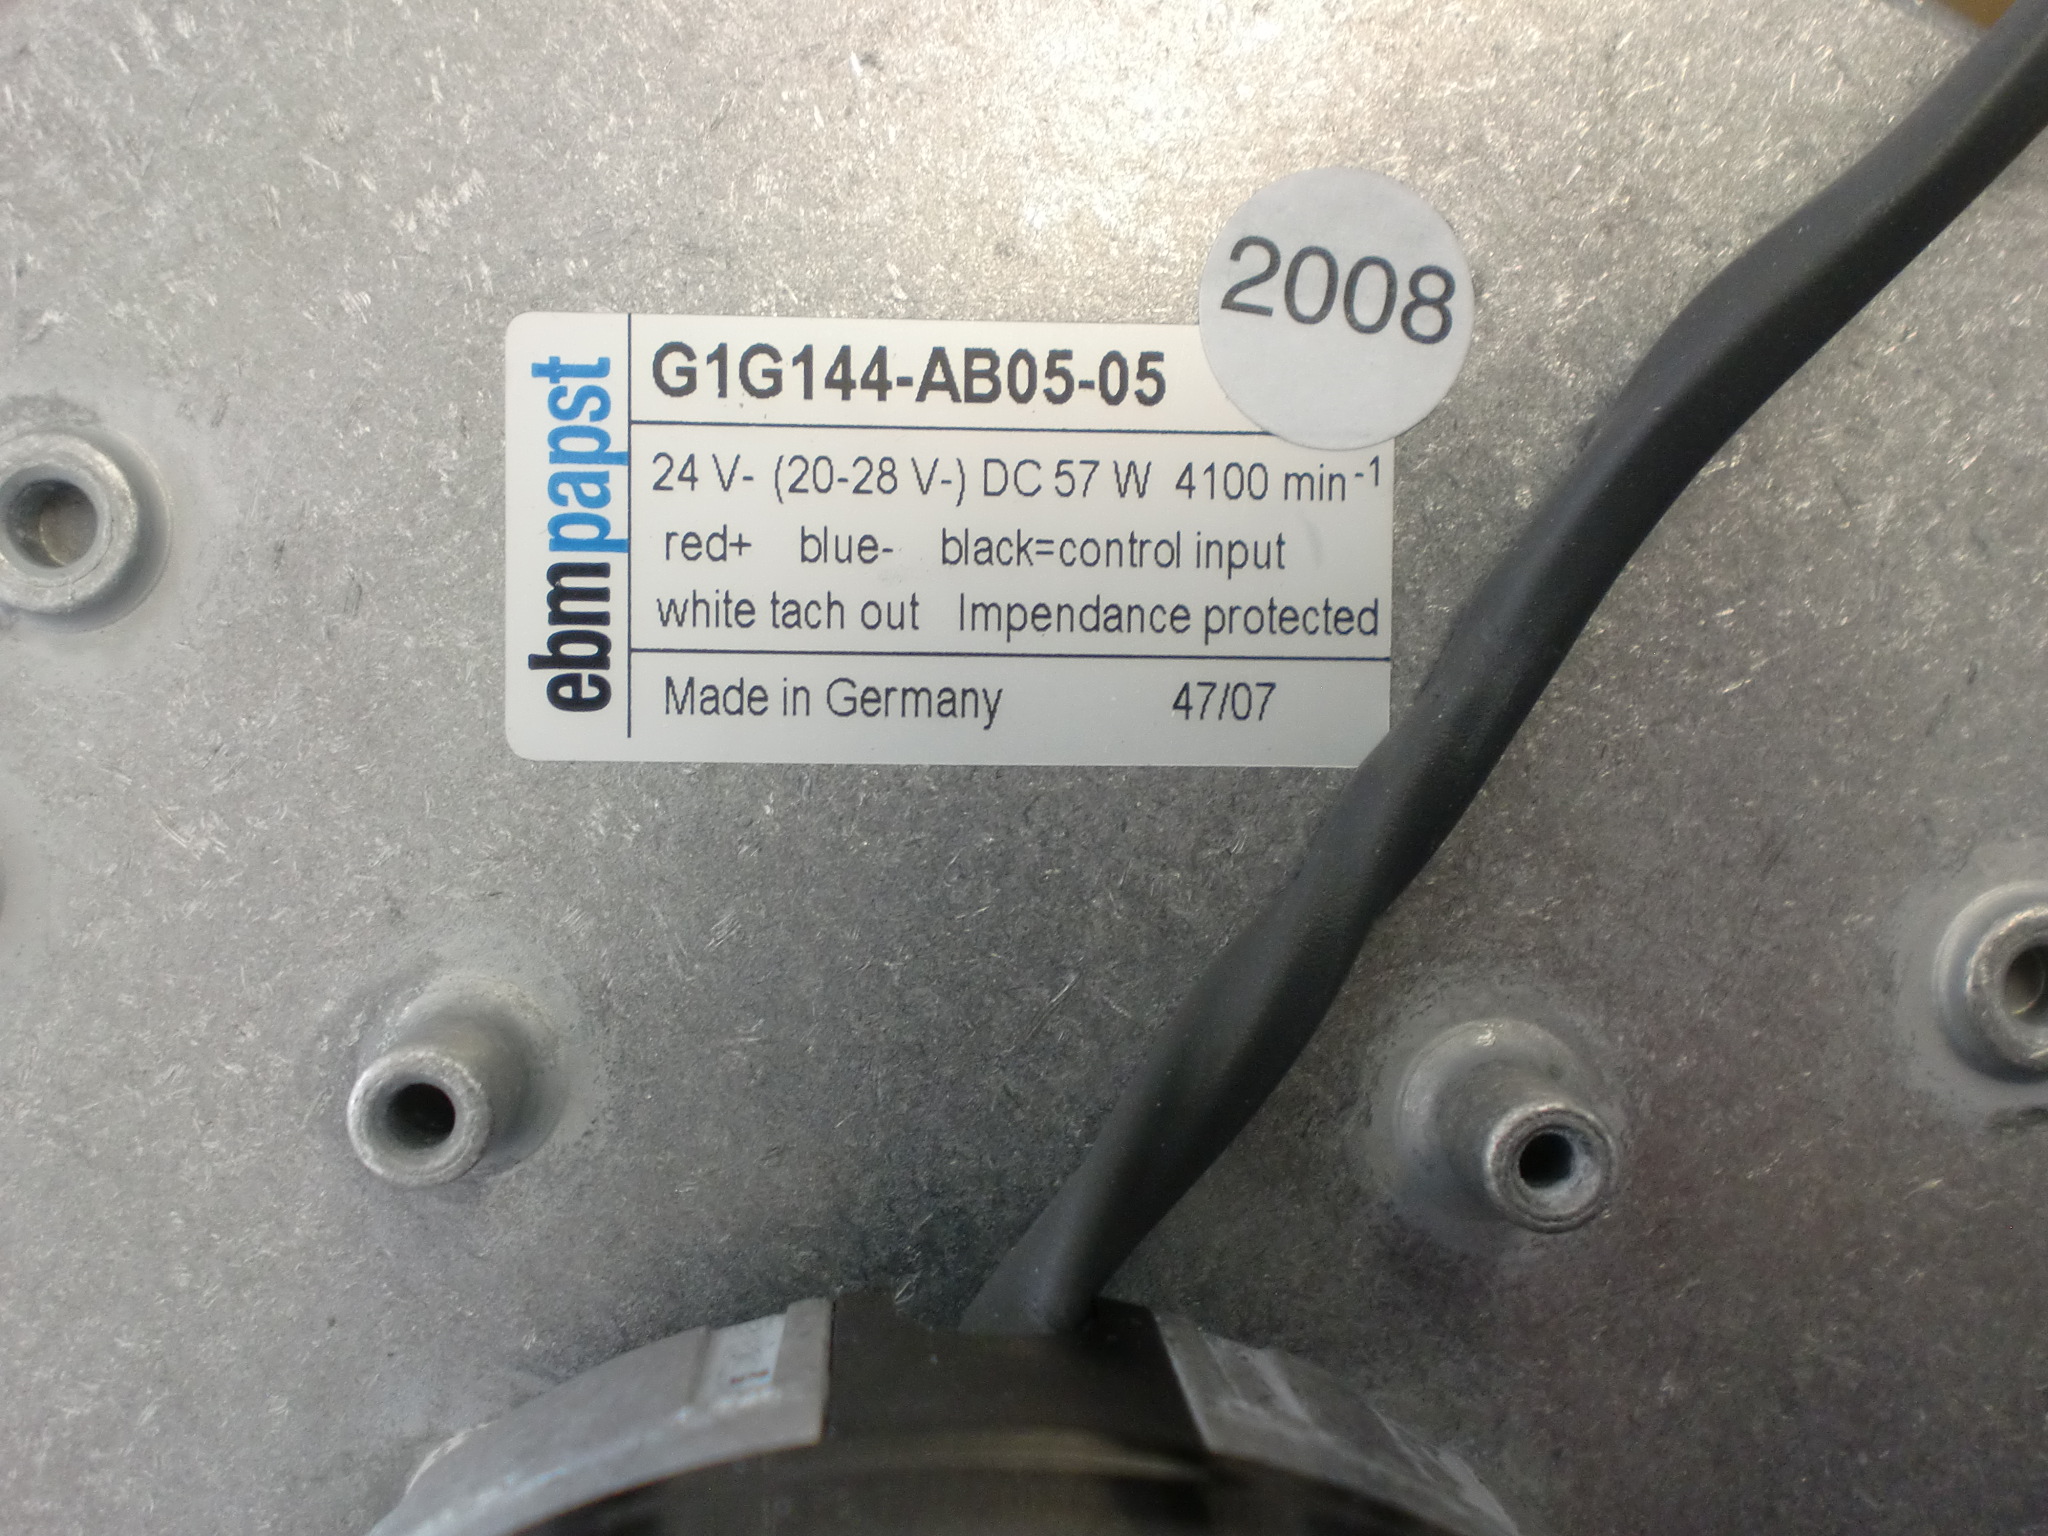 2008
ebmpapst
G1G144-AB05-05
24 V- (20-28 V-) DC 57 W 4100 min⁻¹
red+ blue- black=control input
white tach out Impendance protected
Made in Germany 47/07